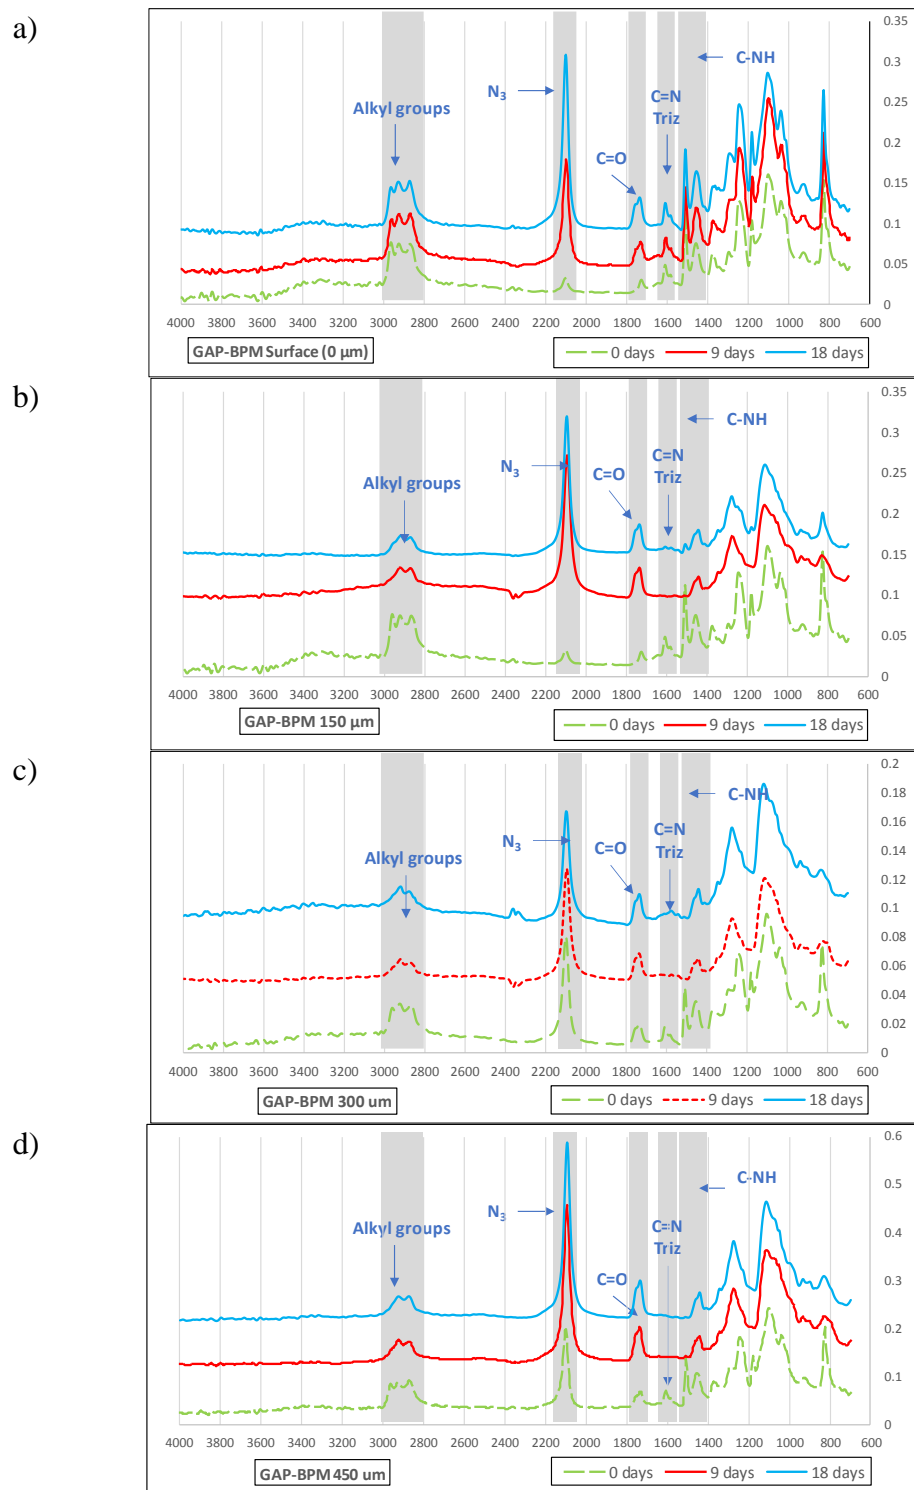 a)
0.35
0.3
0.25
0.2
0.15
0.1
0.05
0
C-NH
N3
C=N
Triz
Alkyl groups
C=O
4000 3800 3600 3400 3200 3000 2800 2600 2400 2200 2000 1800 1600 1400 1200 1000 800 600
GAP-BPM Surface (0 µm)
0 days 9 days 18 days
b)
0.35
0.3
0.25
0.2
0.15
0.1
0.05
0
C-NH
N3
C=N
Triz
C=O
Alkyl groups
4000 3800 3600 3400 3200 3000 2800 2600 2400 2200 2000 1800 1600 1400 1200 1000 800 600
GAP-BPM 150 µm
0 days 9 days 18 days
c)
0.2
0.18
0.16
0.14
0.12
0.1
0.08
0.06
0.04
0.02
0
C-NH
N3
C=N
Triz
C=O
Alkyl groups
4000 3800 3600 3400 3200 3000 2800 2600 2400 2200 2000 1800 1600 1400 1200 1000 800 600
GAP-BPM 300 um
0 days 9 days 18 days
d)
0.6
0.5
0.4
0.3
0.2
0.1
0
C-NH
N3
C=N
Triz
Alkyl groups
C=O
4000 3800 3600 3400 3200 3000 2800 2600 2400 2200 2000 1800 1600 1400 1200 1000 800 600
GAP-BPM 450 um
0 days 9 days 18 days